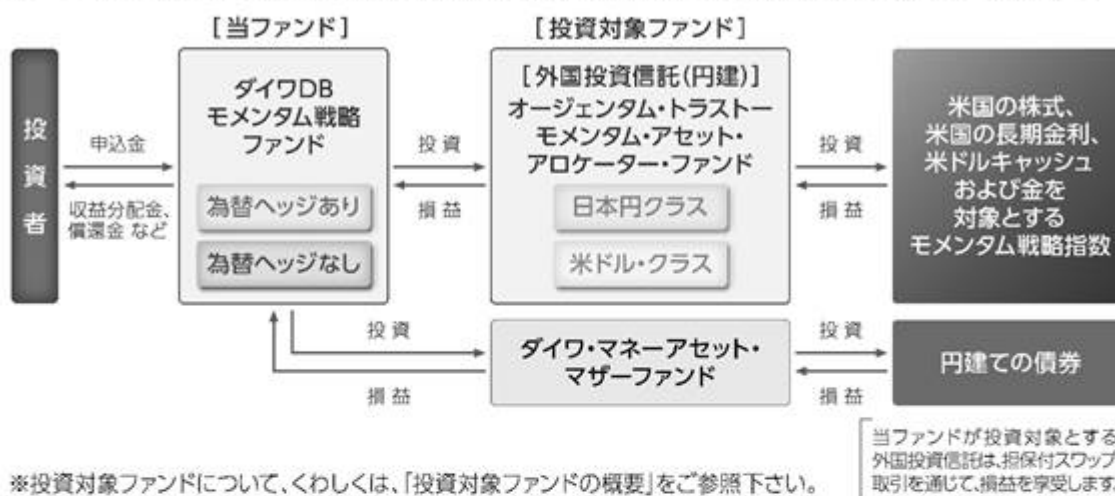 [当ファンド]
[投資対象ファンド]
投資者
申込金
収益分配金、
償還金 など
ダイワDB
モメンタム戦略
ファンド
為替ヘッジあり
為替ヘッジなし
投 資
損 益
[外国投資信託(円建)]
オージェンタム・トラストー
モメンタム・アセット・
アロケーター・ファンド
日本円クラス
米ドル・クラス
投 資
損 益
米国の株式、
米国の長期金利、
米ドルキャッシュ
および金を
対象とする
モメンタム戦略指数
投 資
損 益
ダイワ・マネーアセット・
マザーファンド
投 資
損 益
円建ての債券
当ファンドが投資対象とする
外国投資信託は、担保付スワップ
取引を通じて、損益を享受します
※投資対象ファンドについて、くわしくは、「投資対象ファンドの概要」をご参照下さい。